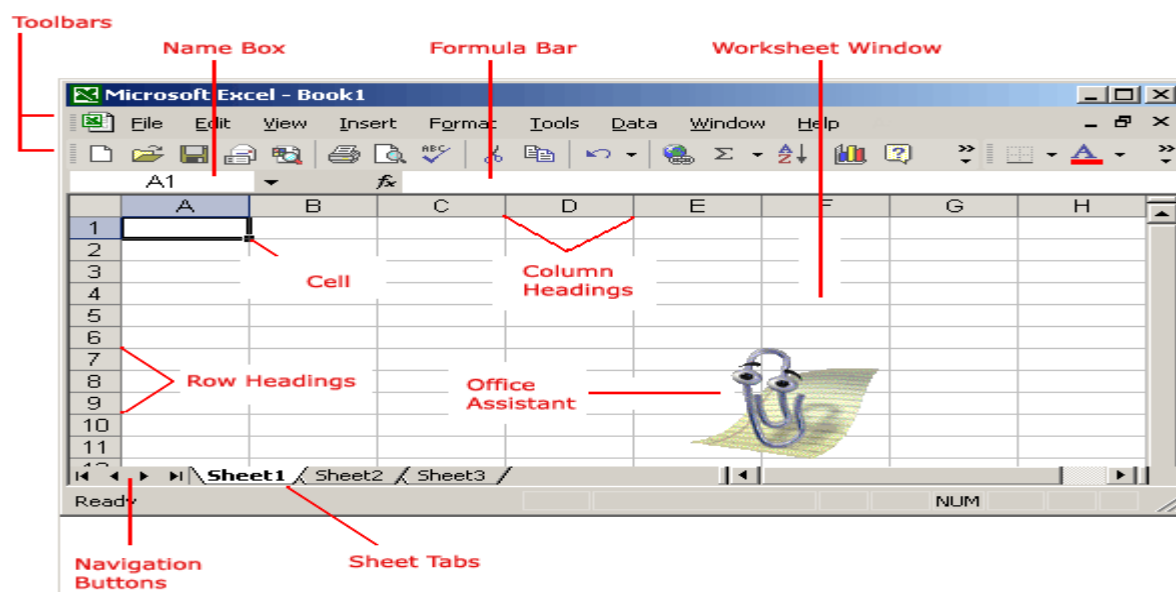 Toolbars
Name Box Formula Bar Worksheet Window
Microsoft Excel - Book1
File Edit View Insert Format Tools Data Window Help
ABC Σ A Z ? » A »
A1 fx
A B C D E F G H
1
2
3
4
5
6
7
8
9
10
11
Cell
Column
Headings
Row Headings
Office
Assistant
Sheet1 Sheet2 Sheet3
Ready NUM
Navigation
Buttons
Sheet Tabs